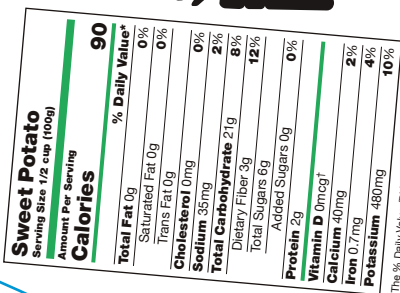 Sweet Potato
Serving Size 1/2 cup (100g)
Amount Per Serving
Calories 90
% Daily Value*
Total Fat 0g 0%
Saturated Fat 0g 0%
Trans Fat 0g
Cholesterol 0mg 0%
Sodium 35mg 2%
Total Carbohydrate 21g 8%
Dietary Fiber 3g 12%
Total Sugars 6g
Added Sugars 0g 0%
Protein 2g
Vitamin D 0mcg†
Calcium 40mg 2%
Iron 0.7mg 4%
Potassium 480mg 10%
The % Daily